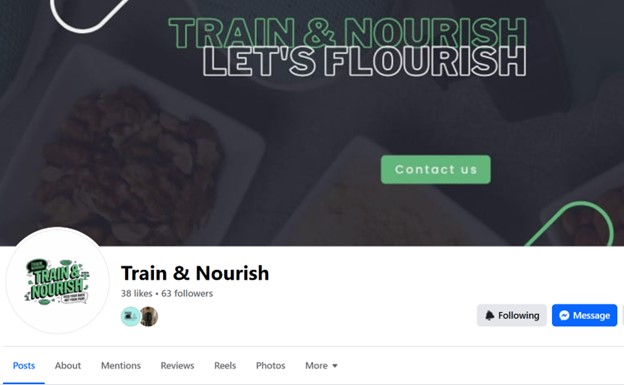 TRAIN & NOURISH
LET'S FLOURISH
Contact us
TRAIN &
NOURISH
Train & Nourish
38 likes • 63 followers
Following
Message
Posts
About
Mentions
Reviews
Reels
Photos
More